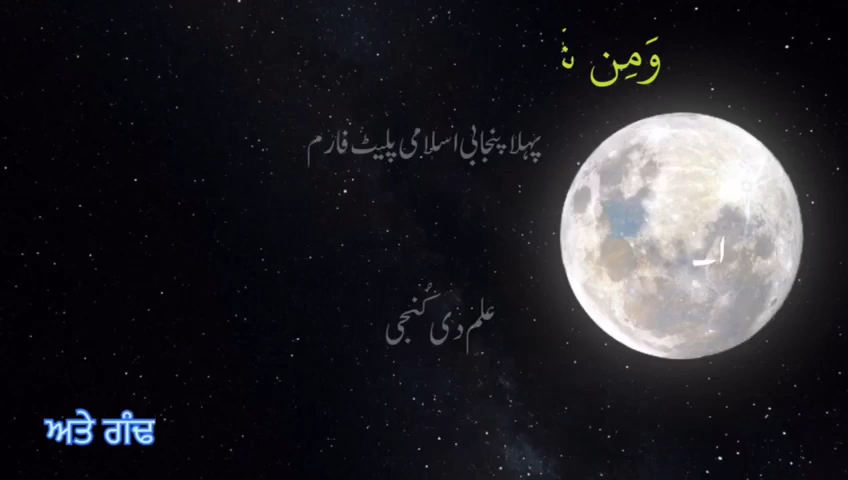 وَمِن
پہلا پنجابی اسلامی پلیٹ فارم
علم دی کُنجی
ਅਤੇ ਗੰਢ